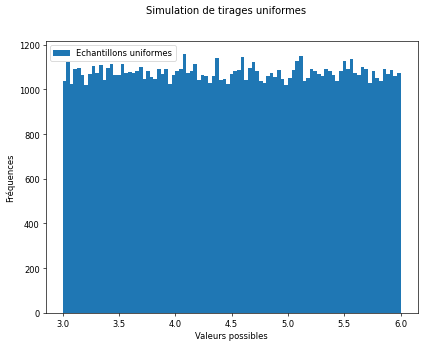 Simulation de tirages uniformes
Echantillons uniformes
1200
1000
800
600
400
200
0
Fréquences
3.0 3.5 4.0 4.5 5.0 5.5 6.0
Valeurs possibles